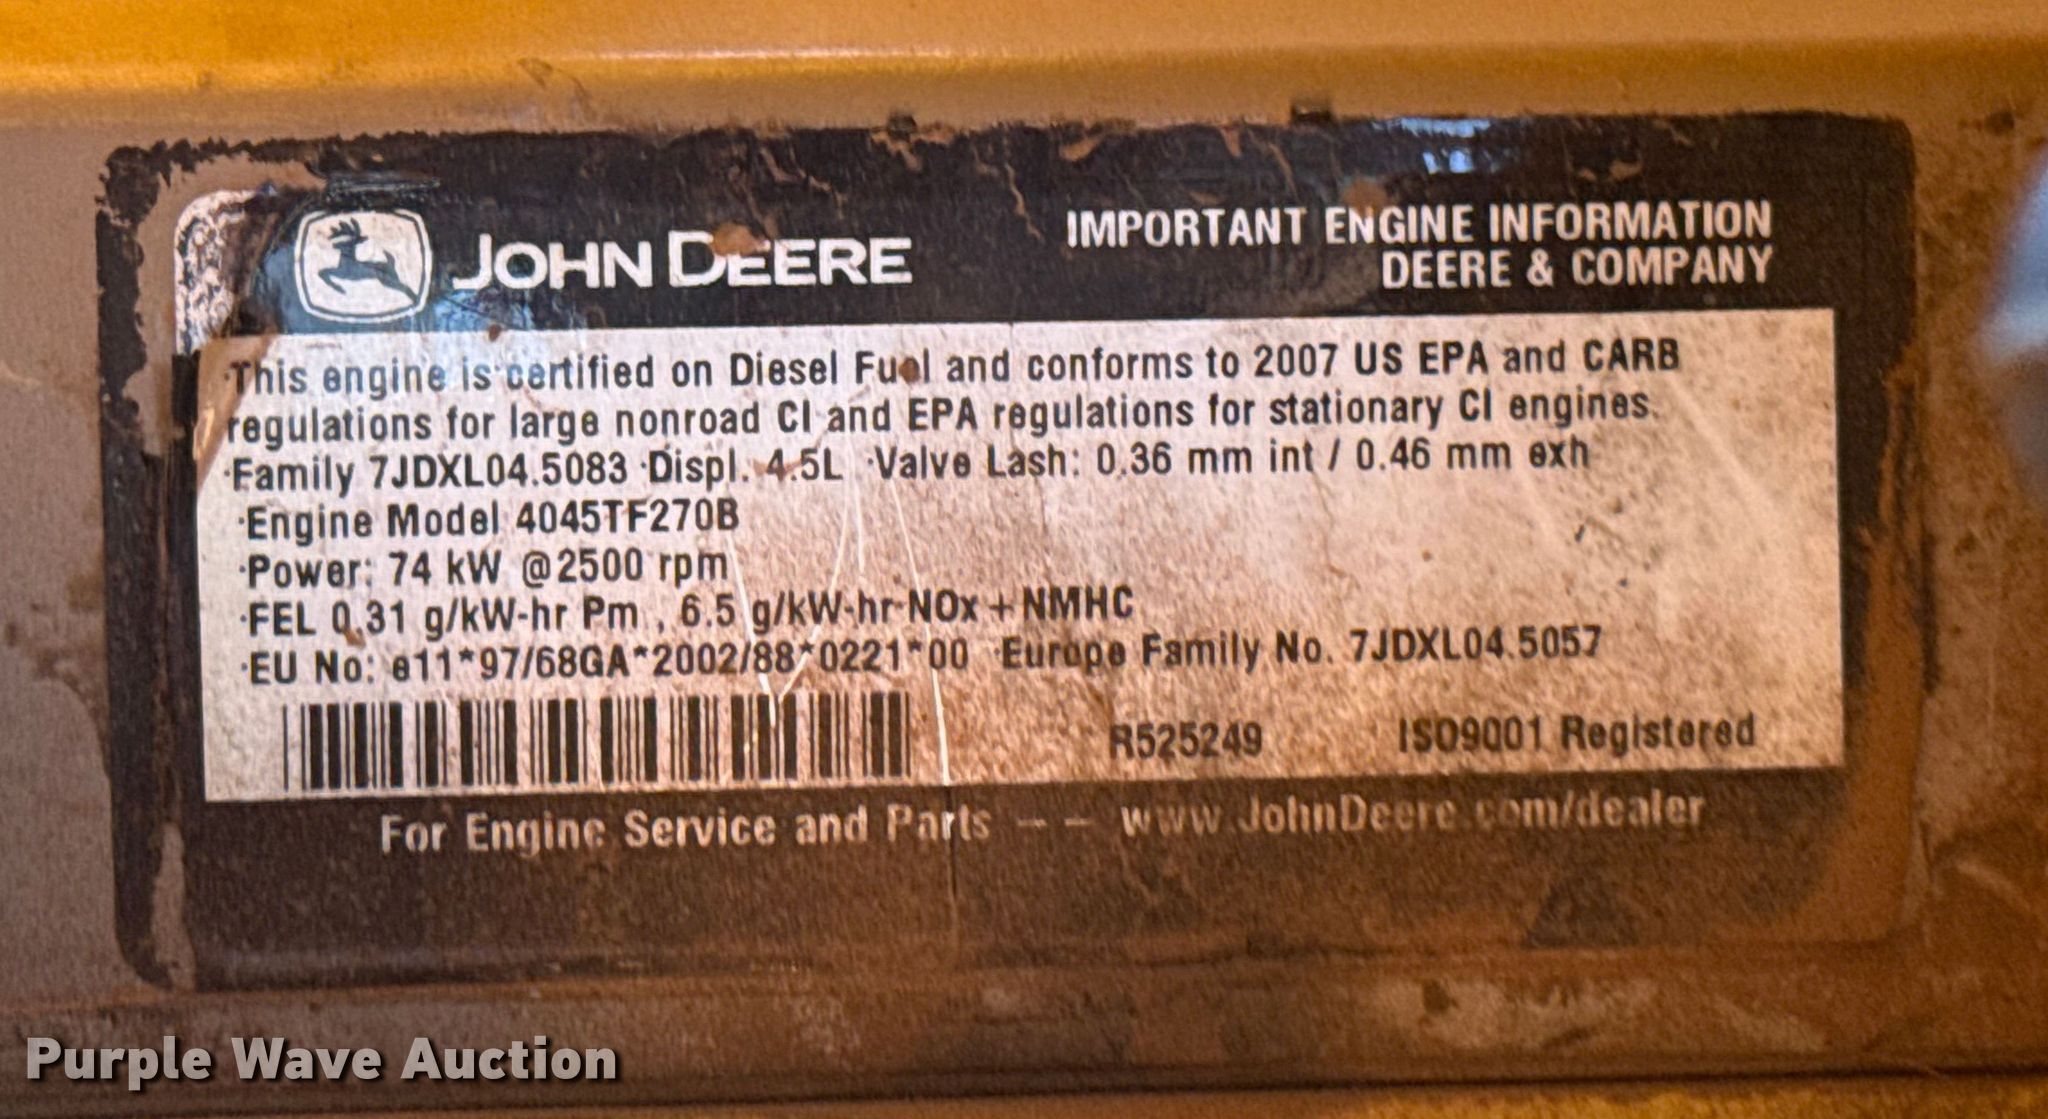 JOHN DEERE
IMPORTANT ENGINE INFORMATION
DEERE & COMPANY
·This engine is certified on Diesel Fuel and conforms to 2007 US EPA and CARB
regulations for large nonroad CI and EPA regulations for stationary CI engines.
·Family 7JDXL04.5083 ·Displ. 4.5L ·Valve Lash: 0.36 mm int / 0.46 mm exh
·Engine Model 4045TF270B
·Power: 74 kW @2500 rpm
·FEL 0.31 g/kW-hr Pm , 6.5 g/kW-hr NOx + NMHC
·EU No: e11*97/68GA*2002/88*0221*00 ·Europe Family No. 7JDXL04.5057
R525249 ISO9001 Registered
For Engine Service and Parts -- www.JohnDeere.com/dealer
Purple Wave Auction